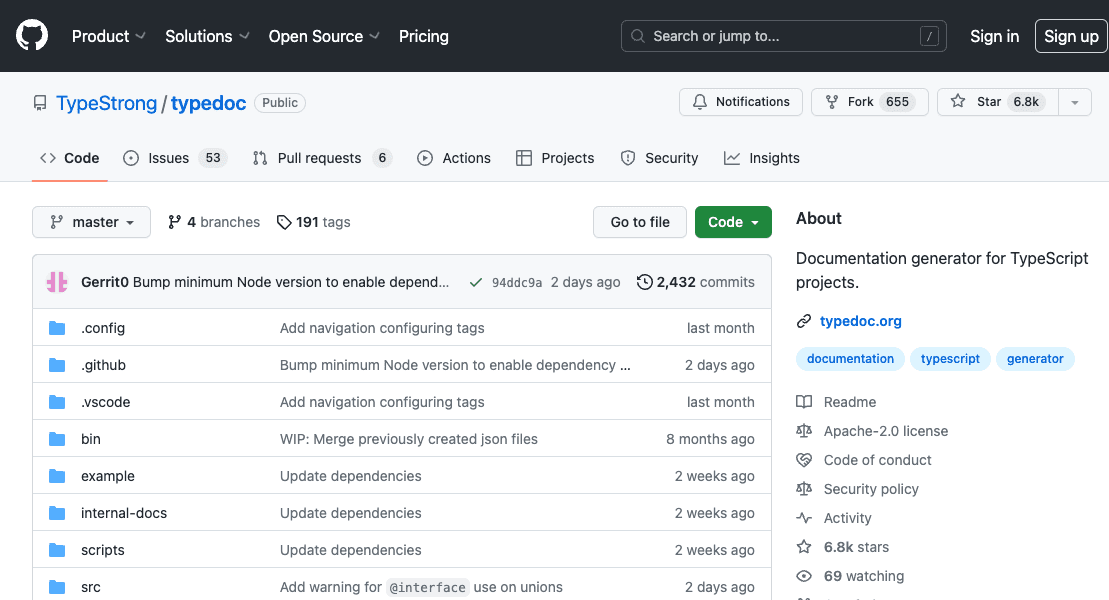 Product Solutions Open Source Pricing Search or jump to... / Sign in Sign up
TypeStrong / typedoc Public Notifications Fork 655 Star 6.8k
Code Issues 53 Pull requests 6 Actions Projects Security Insights
master 4 branches 191 tags Go to file Code
Gerrit0 Bump minimum Node version to enable depend... 94ddc9a 2 days ago 2,432 commits
.config Add navigation configuring tags last month
.github Bump minimum Node version to enable dependency ... 2 days ago
.vscode Add navigation configuring tags last month
bin WIP: Merge previously created json files 8 months ago
example Update dependencies 2 weeks ago
internal-docs Update dependencies 2 weeks ago
scripts Update dependencies 2 weeks ago
src Add warning for @interface use on unions 2 days ago
About
Documentation generator for TypeScript
projects.
typedoc.org
documentation typescript generator
Readme
Apache-2.0 license
Code of conduct
Security policy
Activity
6.8k stars
69 watching